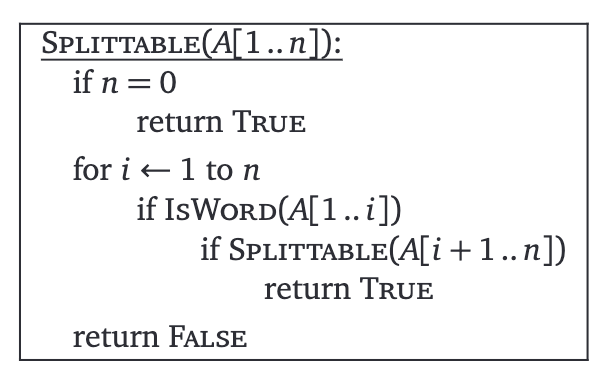 SPLITTABLE(A[1 .. n]):
if n = 0
return TRUE
for i ← 1 to n
if ISWORD(A[1 .. i])
if SPLITTABLE(A[i + 1 .. n])
return TRUE
return FALSE